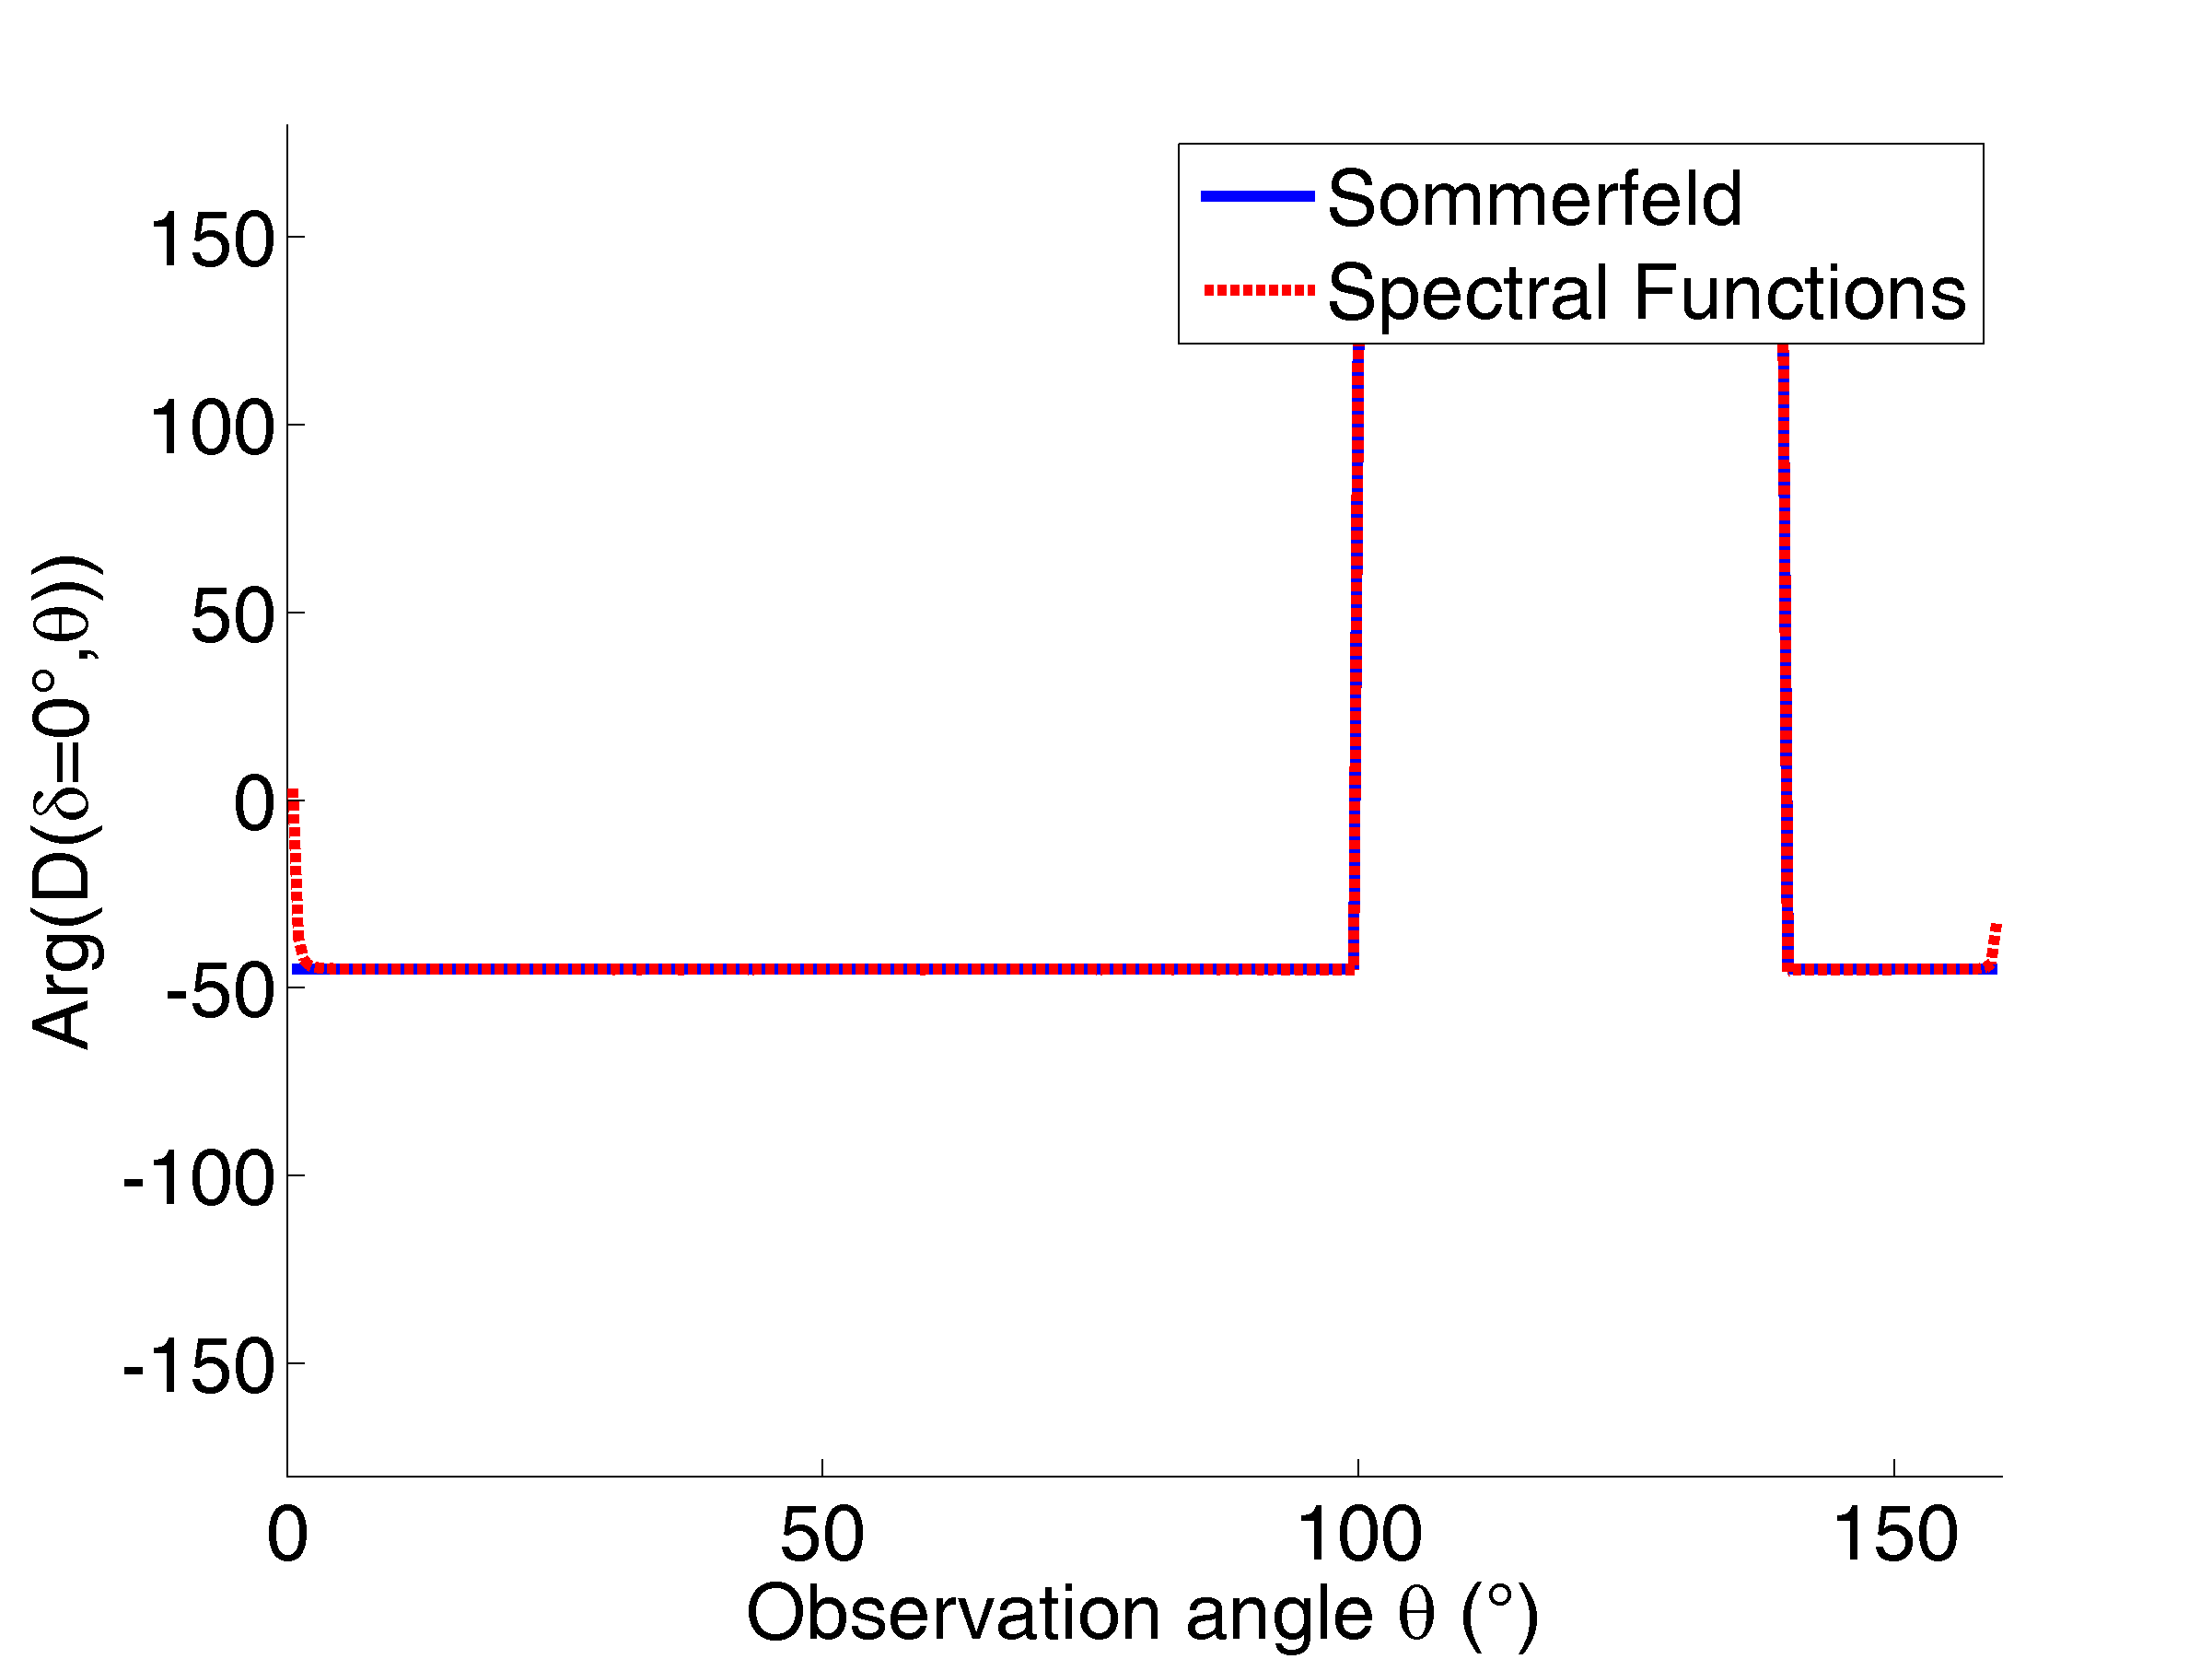 Sommerfeld
Spectral Functions
150
100
50
0
-50
-100
-150
Arg(D(δ=0°,θ))
0 50 100 150
Observation angle θ (°)